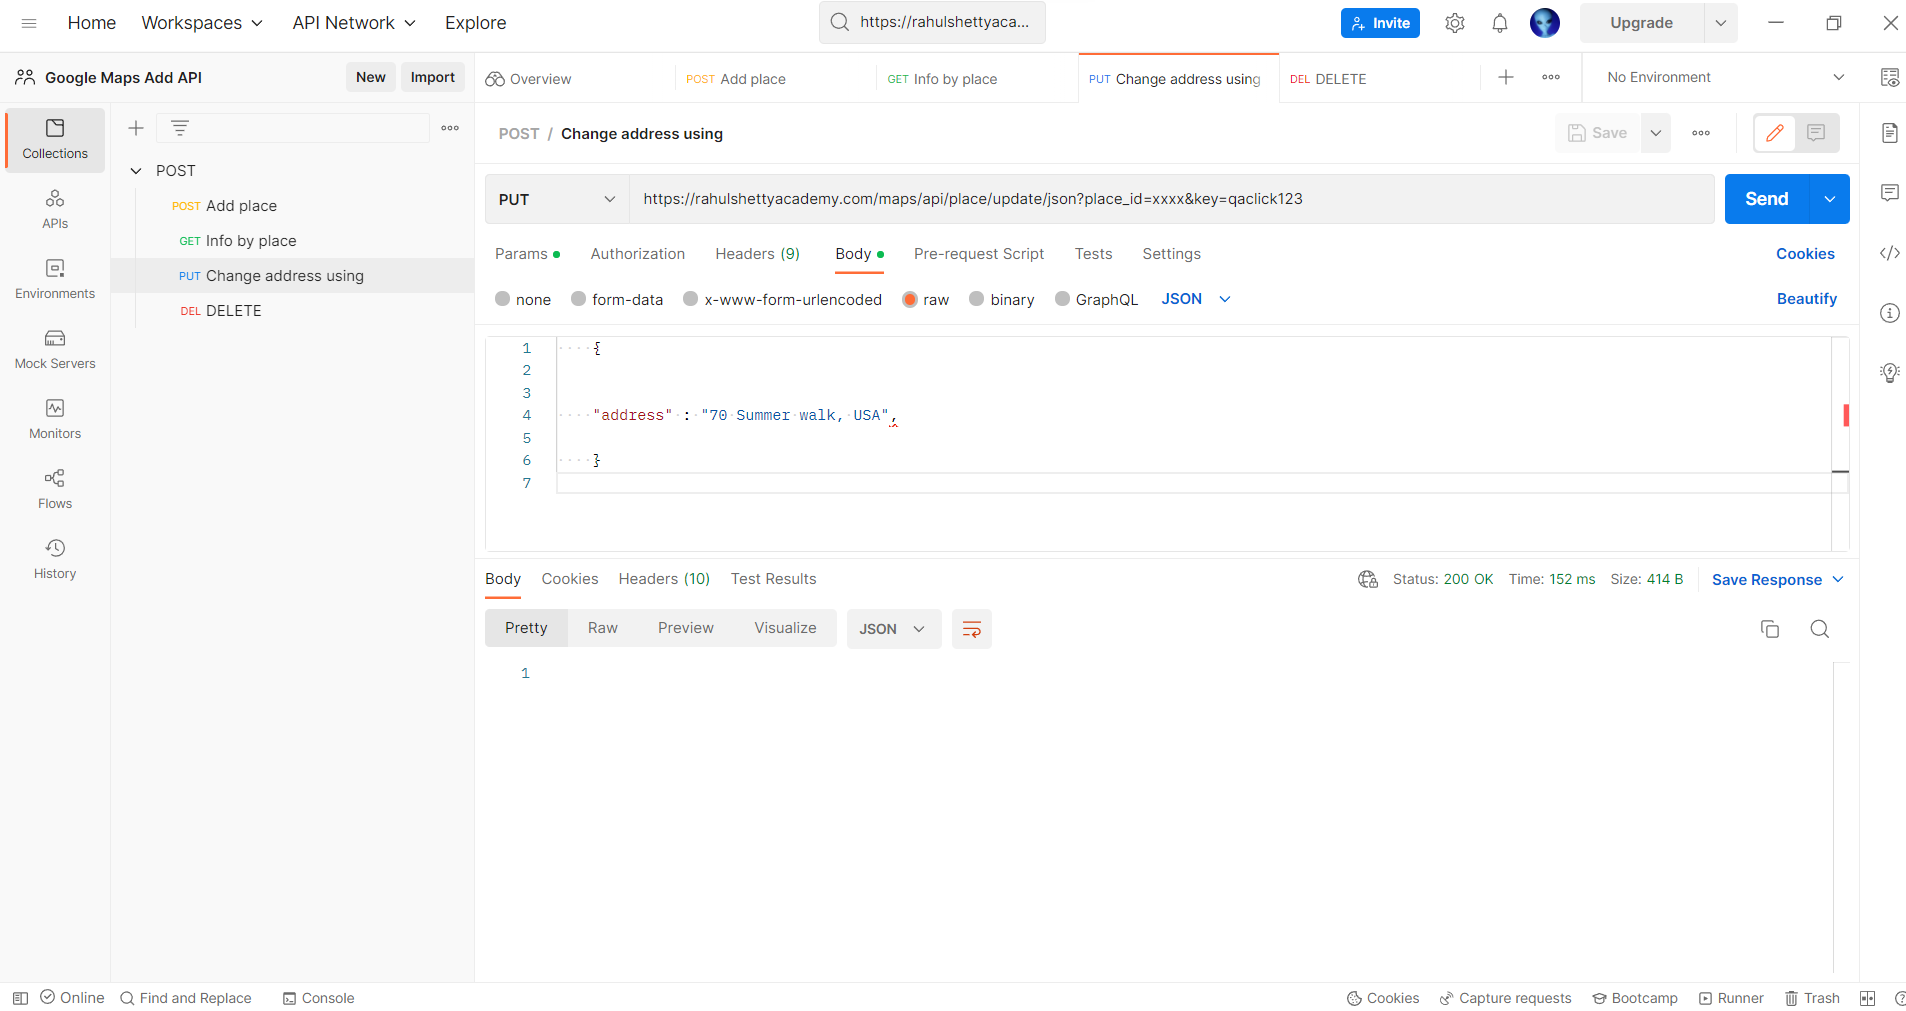 Home Workspaces API Network Explore https://rahulshettyaca... Invite Upgrade
Google Maps Add API New Import Overview POST Add place GET Info by place PUT Change address using DEL DELETE No Environment
Collections
APIs
Environments
Mock Servers
Monitors
Flows
History
POST
POST Add place
GET Info by place
PUT Change address using
DEL DELETE
POST / Change address using Save
PUT https://rahulshettyacademy.com/maps/api/place/update/json?place_id=xxxx&key=qaclick123 Send
Params Authorization Headers (9) Body Pre-request Script Tests Settings Cookies
none form-data x-www-form-urlencoded raw binary GraphQL JSON Beautify
1 {
2
3
4 "address" : "70 Summer walk, USA",
5
6 }
7
Body Cookies Headers (10) Test Results Status: 200 OK Time: 152 ms Size: 414 B Save Response
Pretty Raw Preview Visualize JSON
1
Online Find and Replace Console Cookies Capture requests Bootcamp Runner Trash